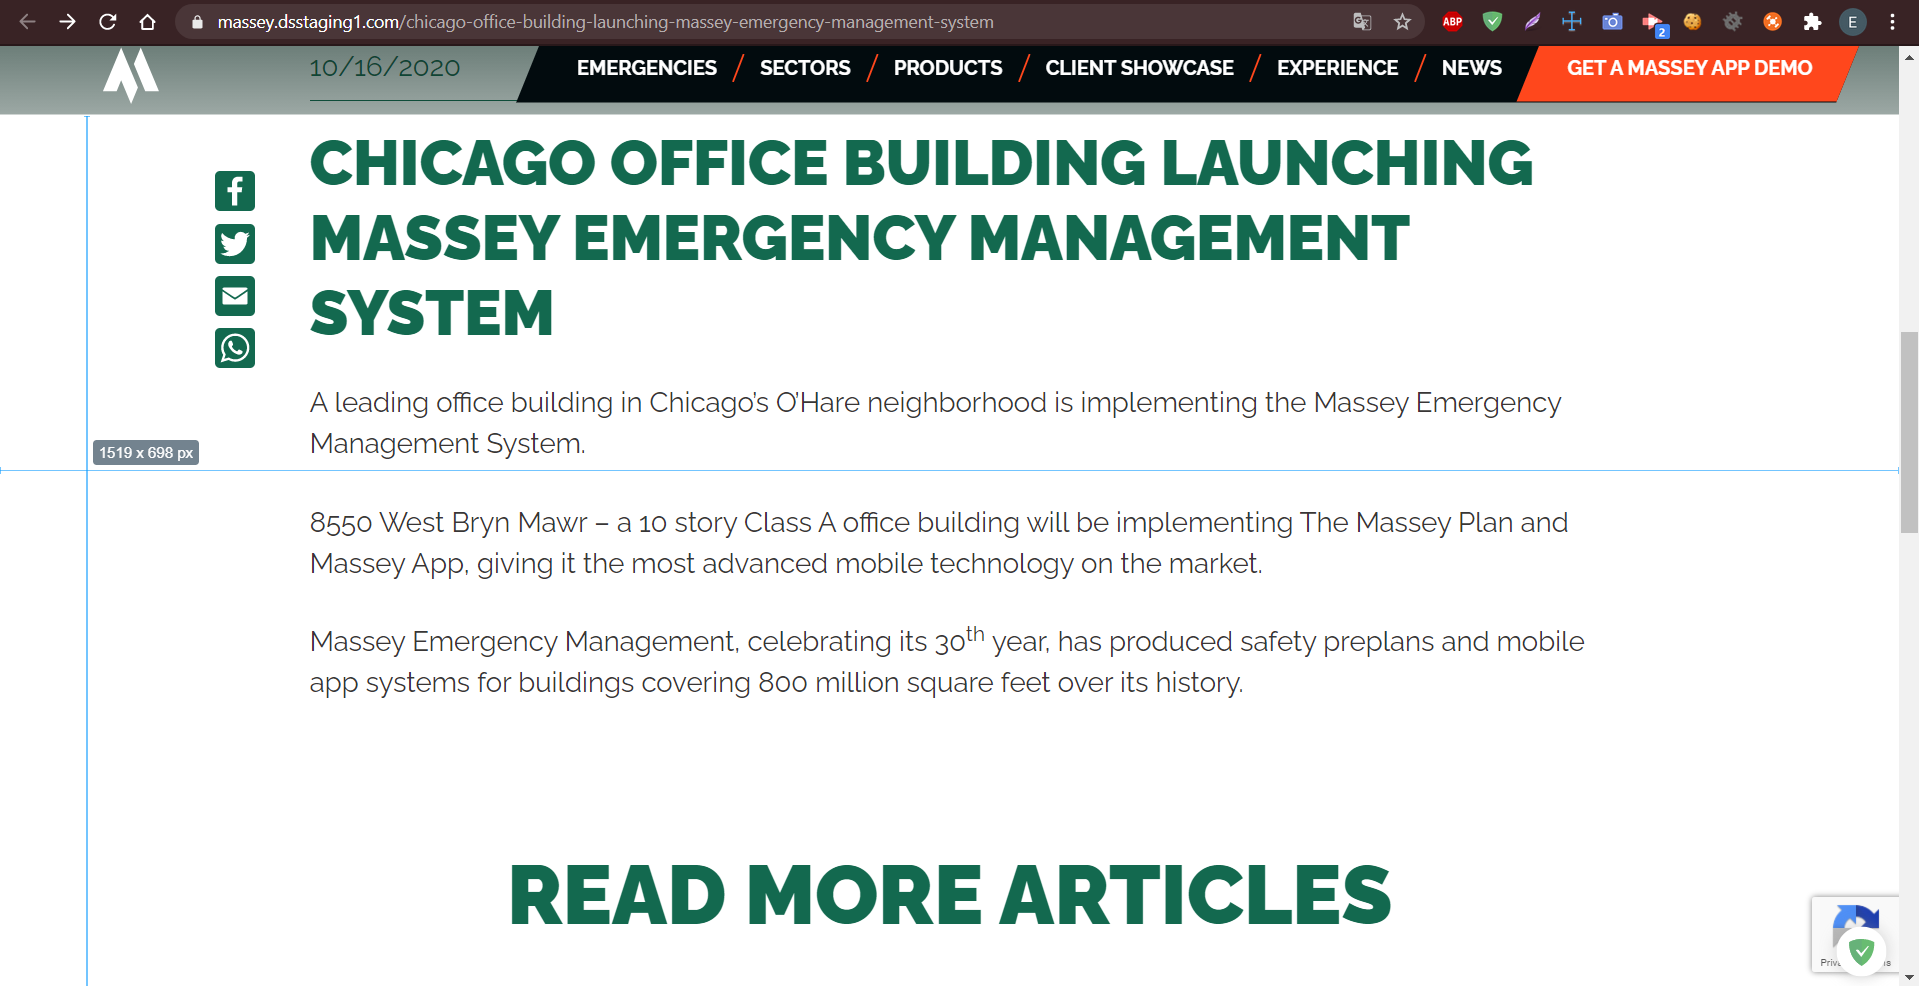 massey.dsstaging1.com/chicago-office-building-launching-massey-emergency-management-system
ABP
2
E
10/16/2020
EMERGENCIES / SECTORS / PRODUCTS / CLIENT SHOWCASE / EXPERIENCE / NEWS
GET A MASSEY APP DEMO
CHICAGO OFFICE BUILDING LAUNCHING
MASSEY EMERGENCY MANAGEMENT
SYSTEM
A leading office building in Chicago’s O’Hare neighborhood is implementing the Massey Emergency
Management System.
1519 x 698 px
8550 West Bryn Mawr – a 10 story Class A office building will be implementing The Massey Plan and
Massey App, giving it the most advanced mobile technology on the market.
Massey Emergency Management, celebrating its 30th year, has produced safety preplans and mobile
app systems for buildings covering 800 million square feet over its history.
READ MORE ARTICLES